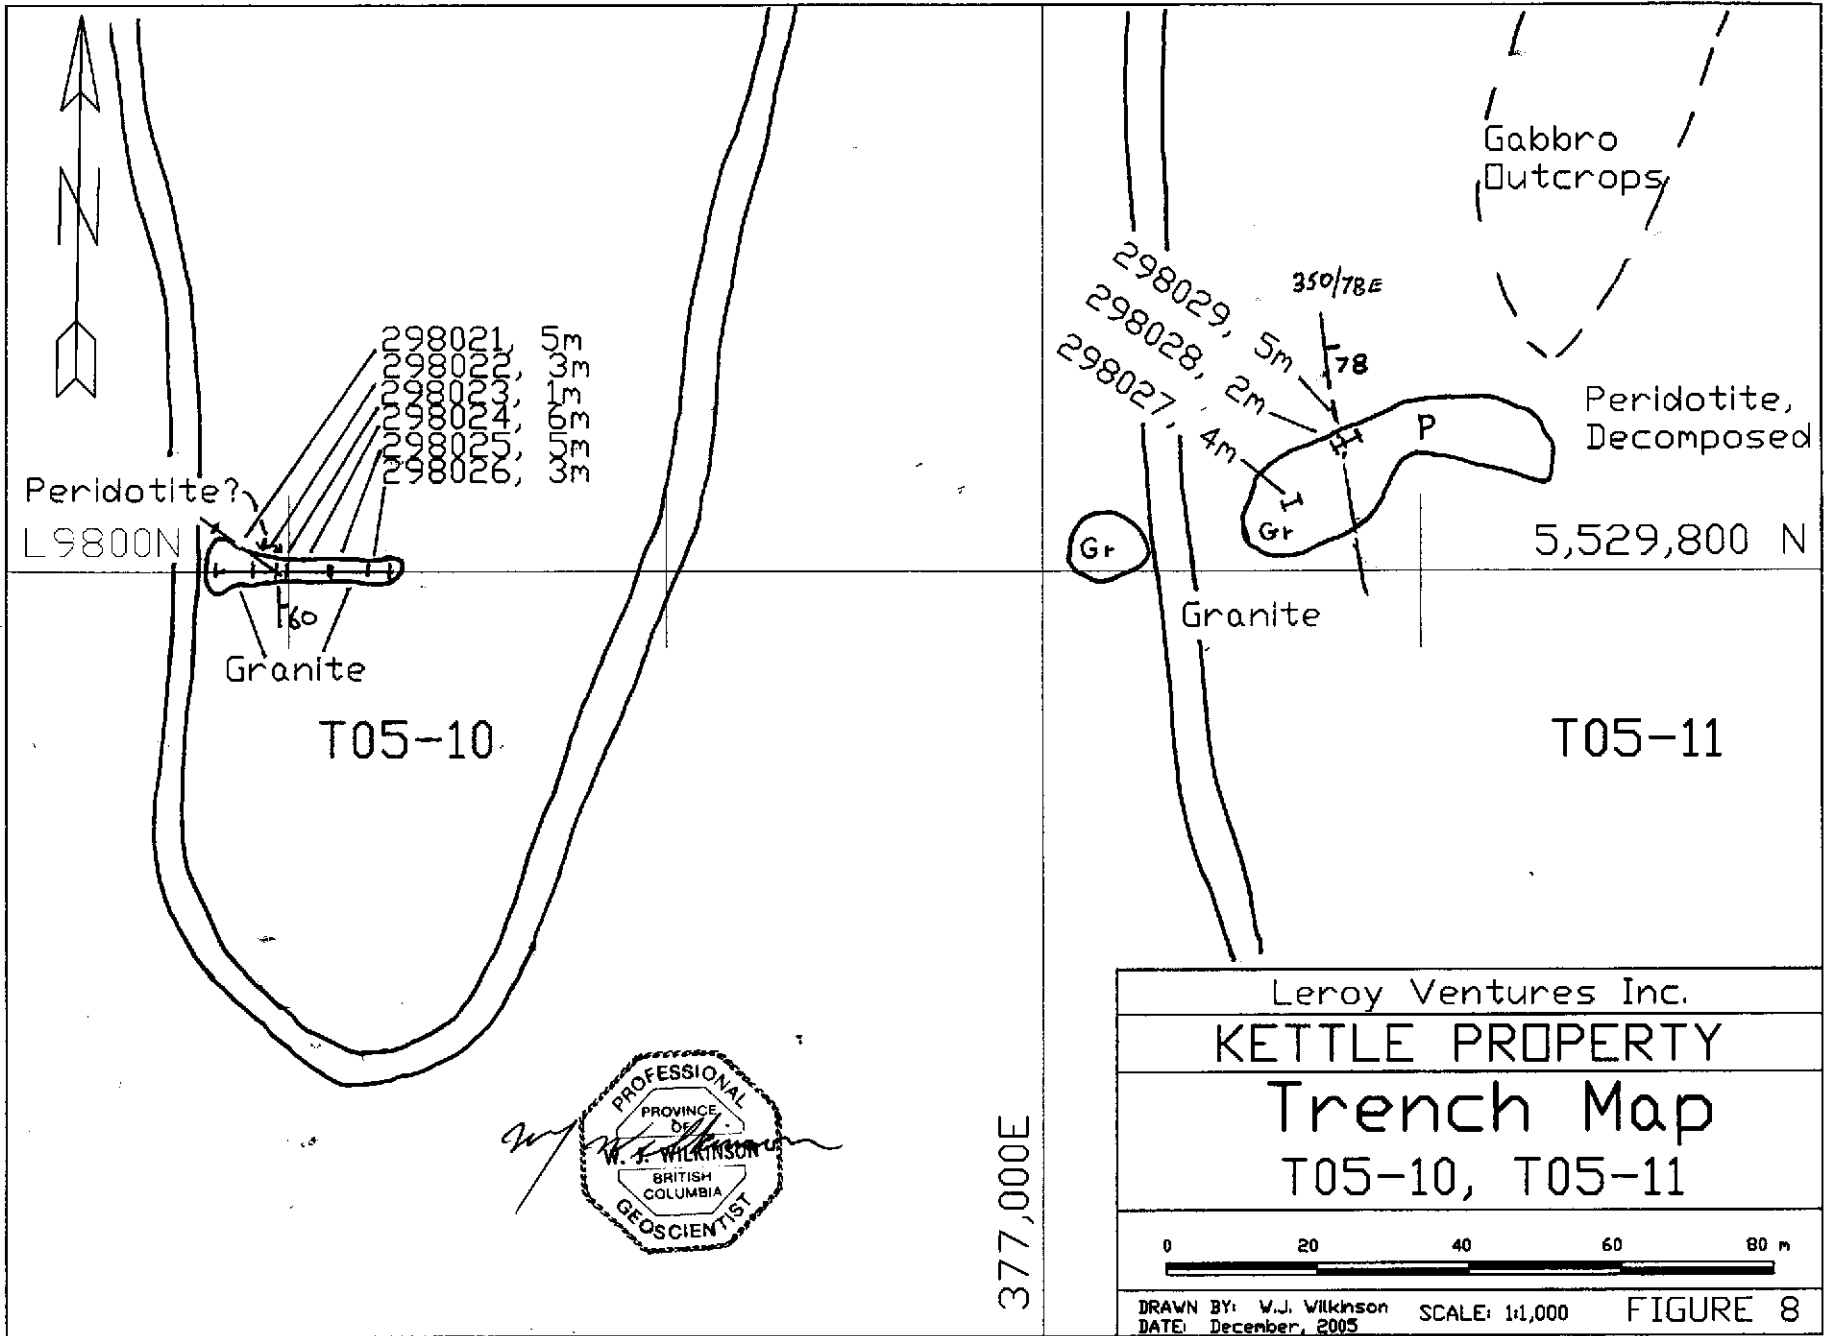 N
298021, 5m
298022, 3m
298023, 1m
298024, 6m
298025, 5m
298026, 3m
Peridotite?
L9800N
60
Granite
T05-10
Gabbro
Outcrops
298029, 5m
298028, 2m
298027, 4m
350/78E
78
P
Peridotite,
Decomposed
Gr
Gr
5,529,800 N
Granite
T05-11
377,000E
PROFESSIONAL
PROVINCE
OF
W. J. WILKINSON
BRITISH
COLUMBIA
GEOSCIENTIST
Leroy Ventures Inc.
KETTLE PROPERTY
Trench Map
T05-10, T05-11
0 20 40 60 80 m
DRAWN BY: W.J. Wilkinson
DATE: December, 2005
SCALE: 1:1,000
FIGURE 8